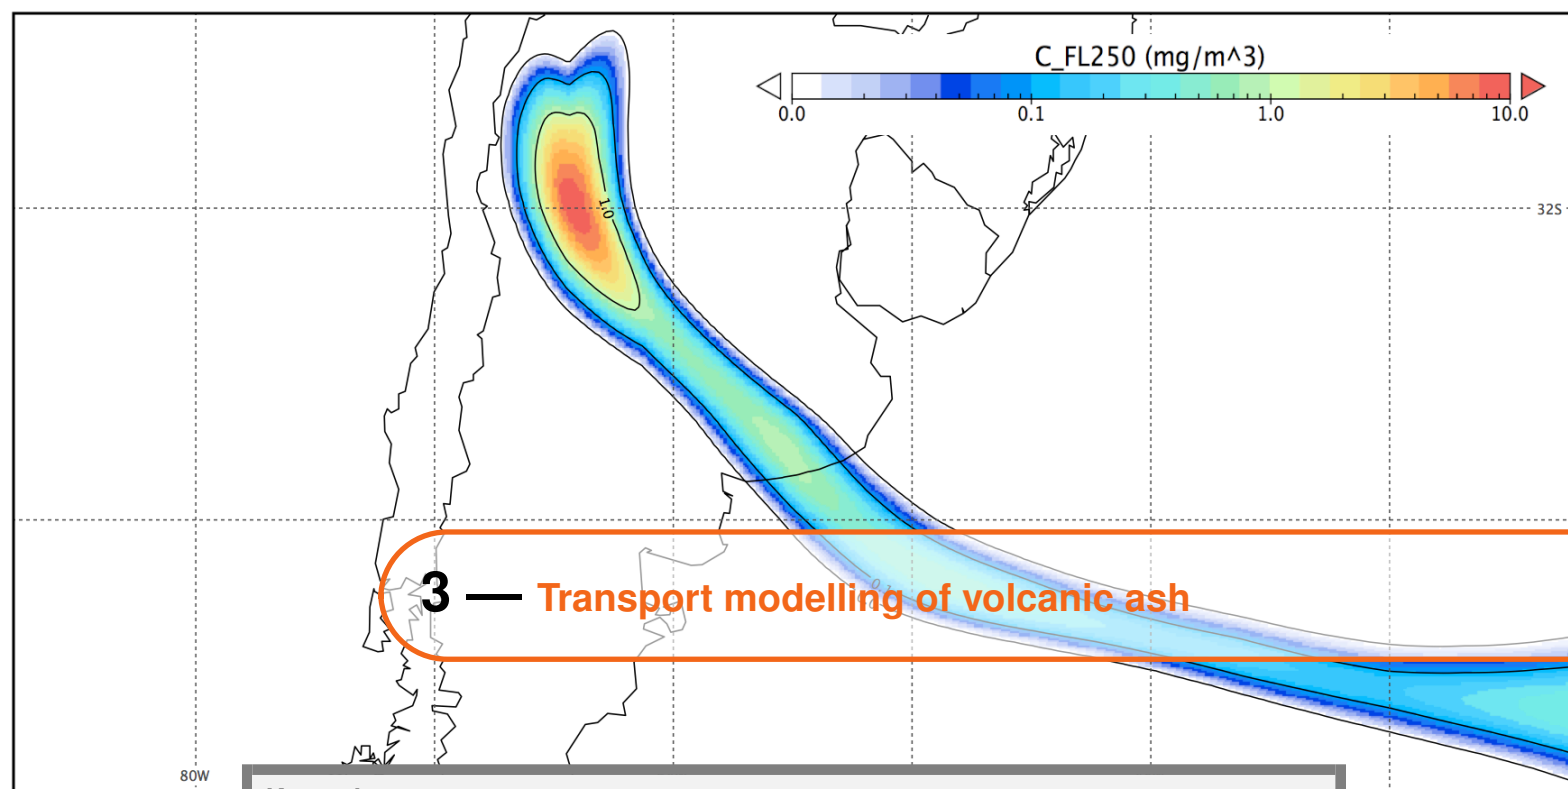 C_FL250 (mg/m^3)
0.0 0.1 1.0 10.0
1.0
32S
3 — Transport modelling of volcanic ash
80W